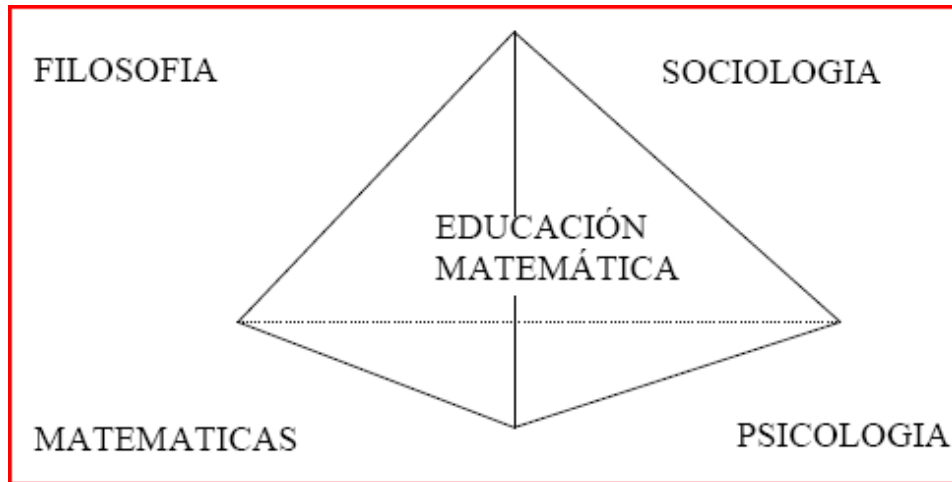 FILOSOFIA
SOCIOLOGIA
EDUCACIÓN
MATEMÁTICA
MATEMATICAS
PSICOLOGIA